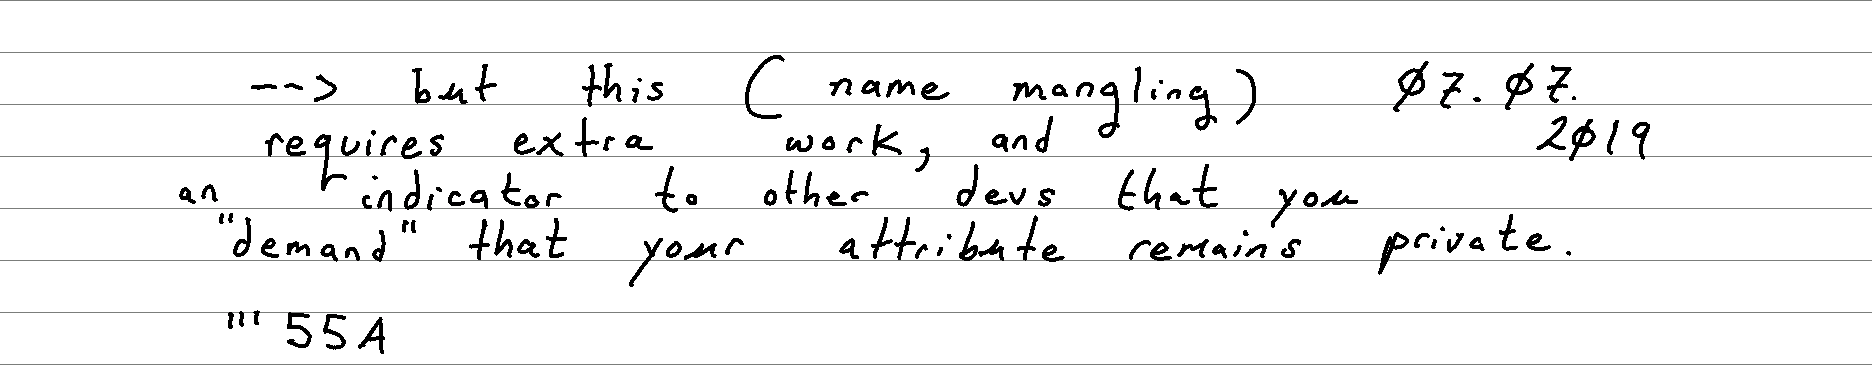 --> but this (name mangling) Ø7.Ø7.
requires extra work, and 2Ø19
an indicator to other devs that you
"demand" that your attribute remains private.
''' 55A